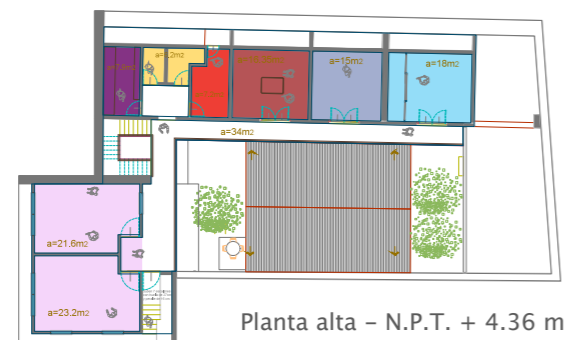 a=15m2
a=18m2
a=34m2
a=21.6m2
a=23.2m2
Planta alta – N.P.T. + 4.36 m